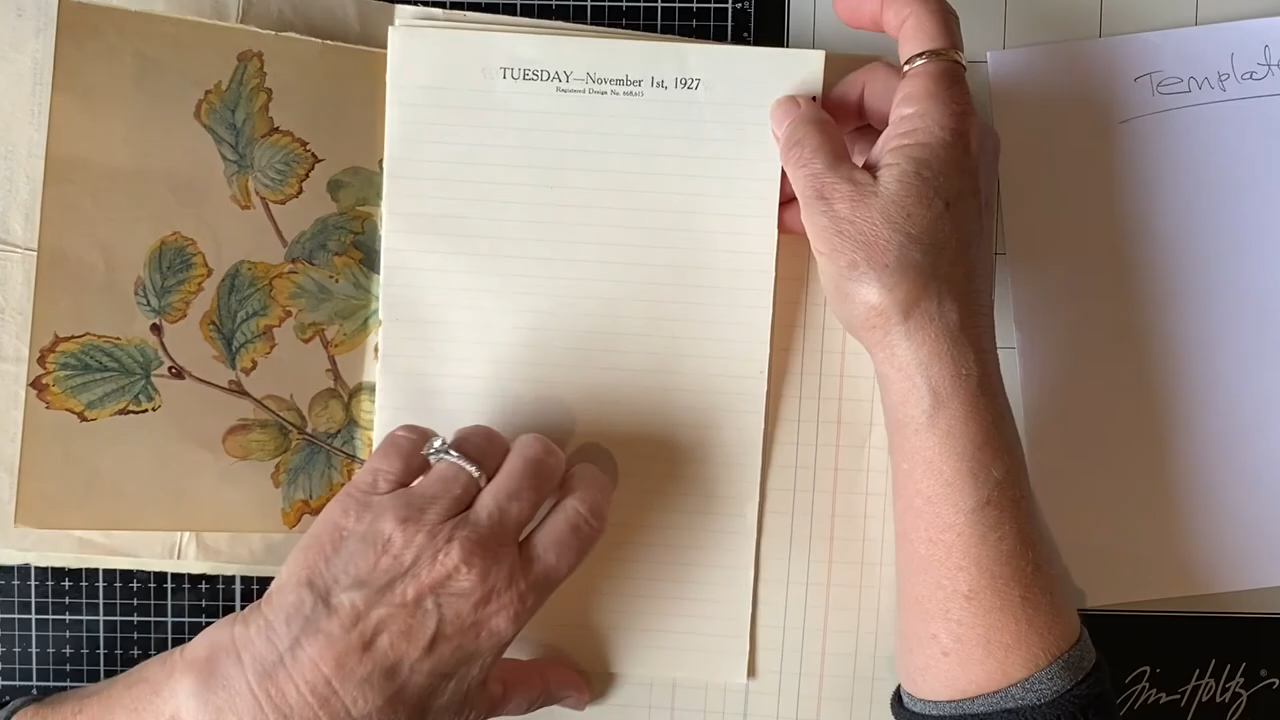 TUESDAY—November 1st, 1927
Registered Design No. 668,615
Template
Tim Holtz®